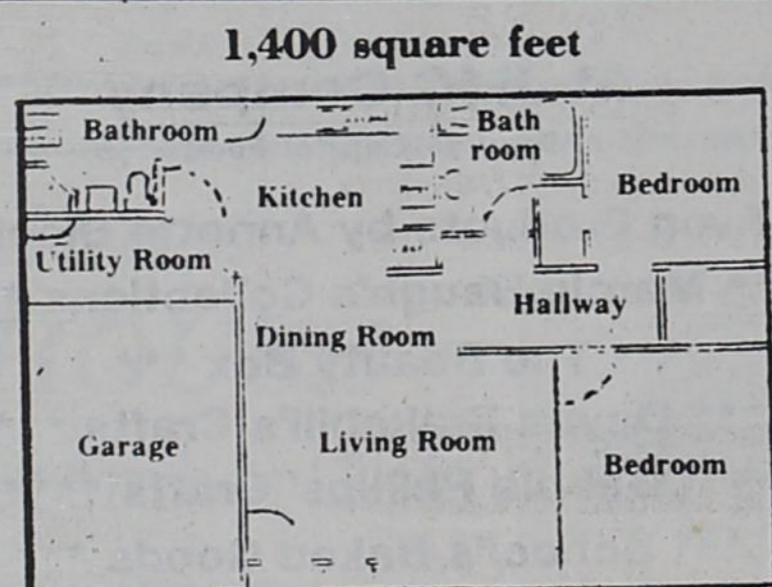 1,400 square feet
Bathroom
Bath
room
Kitchen
Bedroom
Utility Room
Hallway
Dining Room
Garage
Living Room
Bedroom